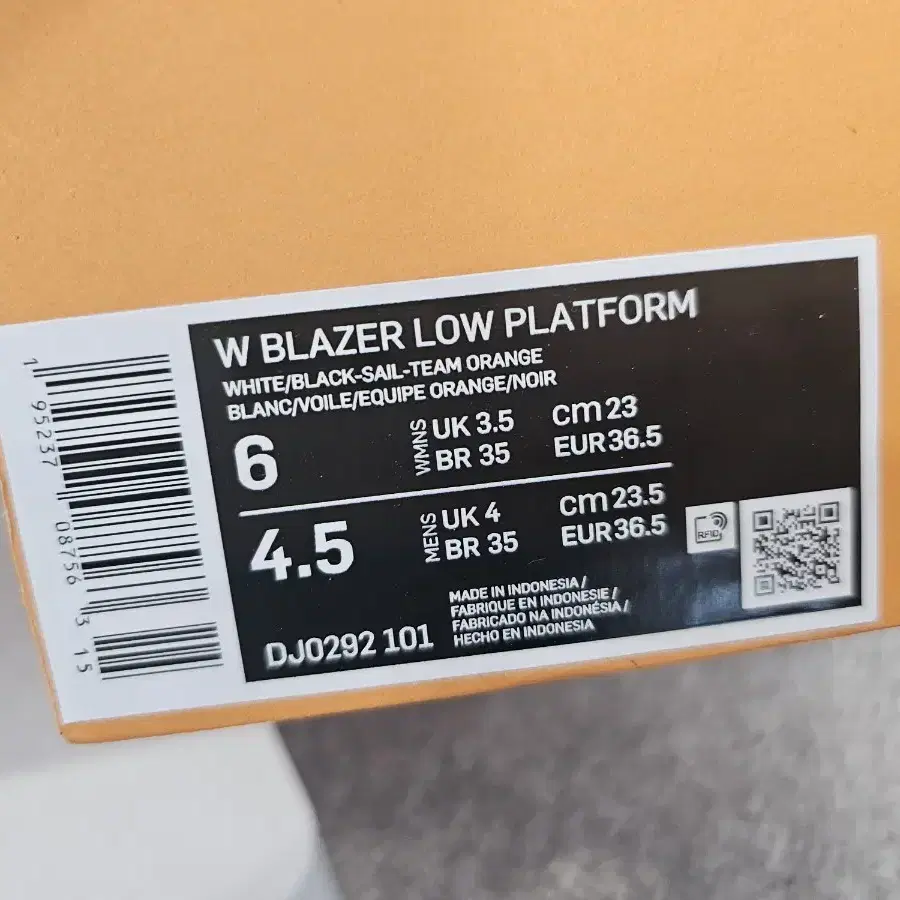 W BLAZER LOW PLATFORM
WHITE/BLACK-SAIL-TEAM ORANGE
BLANC/VOILE/EQUIPE ORANGE/NOIR
6
WMNS
UK 3.5
cm 23
BR 35
EUR 36.5
4.5
MENS
UK 4
cm 23.5
BR 35
EUR 36.5
RFID
MADE IN INDONESIA /
FABRIQUE EN INDONESIE /
FABRICADO NA INDONÉSIA /
HECHO EN INDONESIA
DJ0292 101
1 95237 08756 3 15